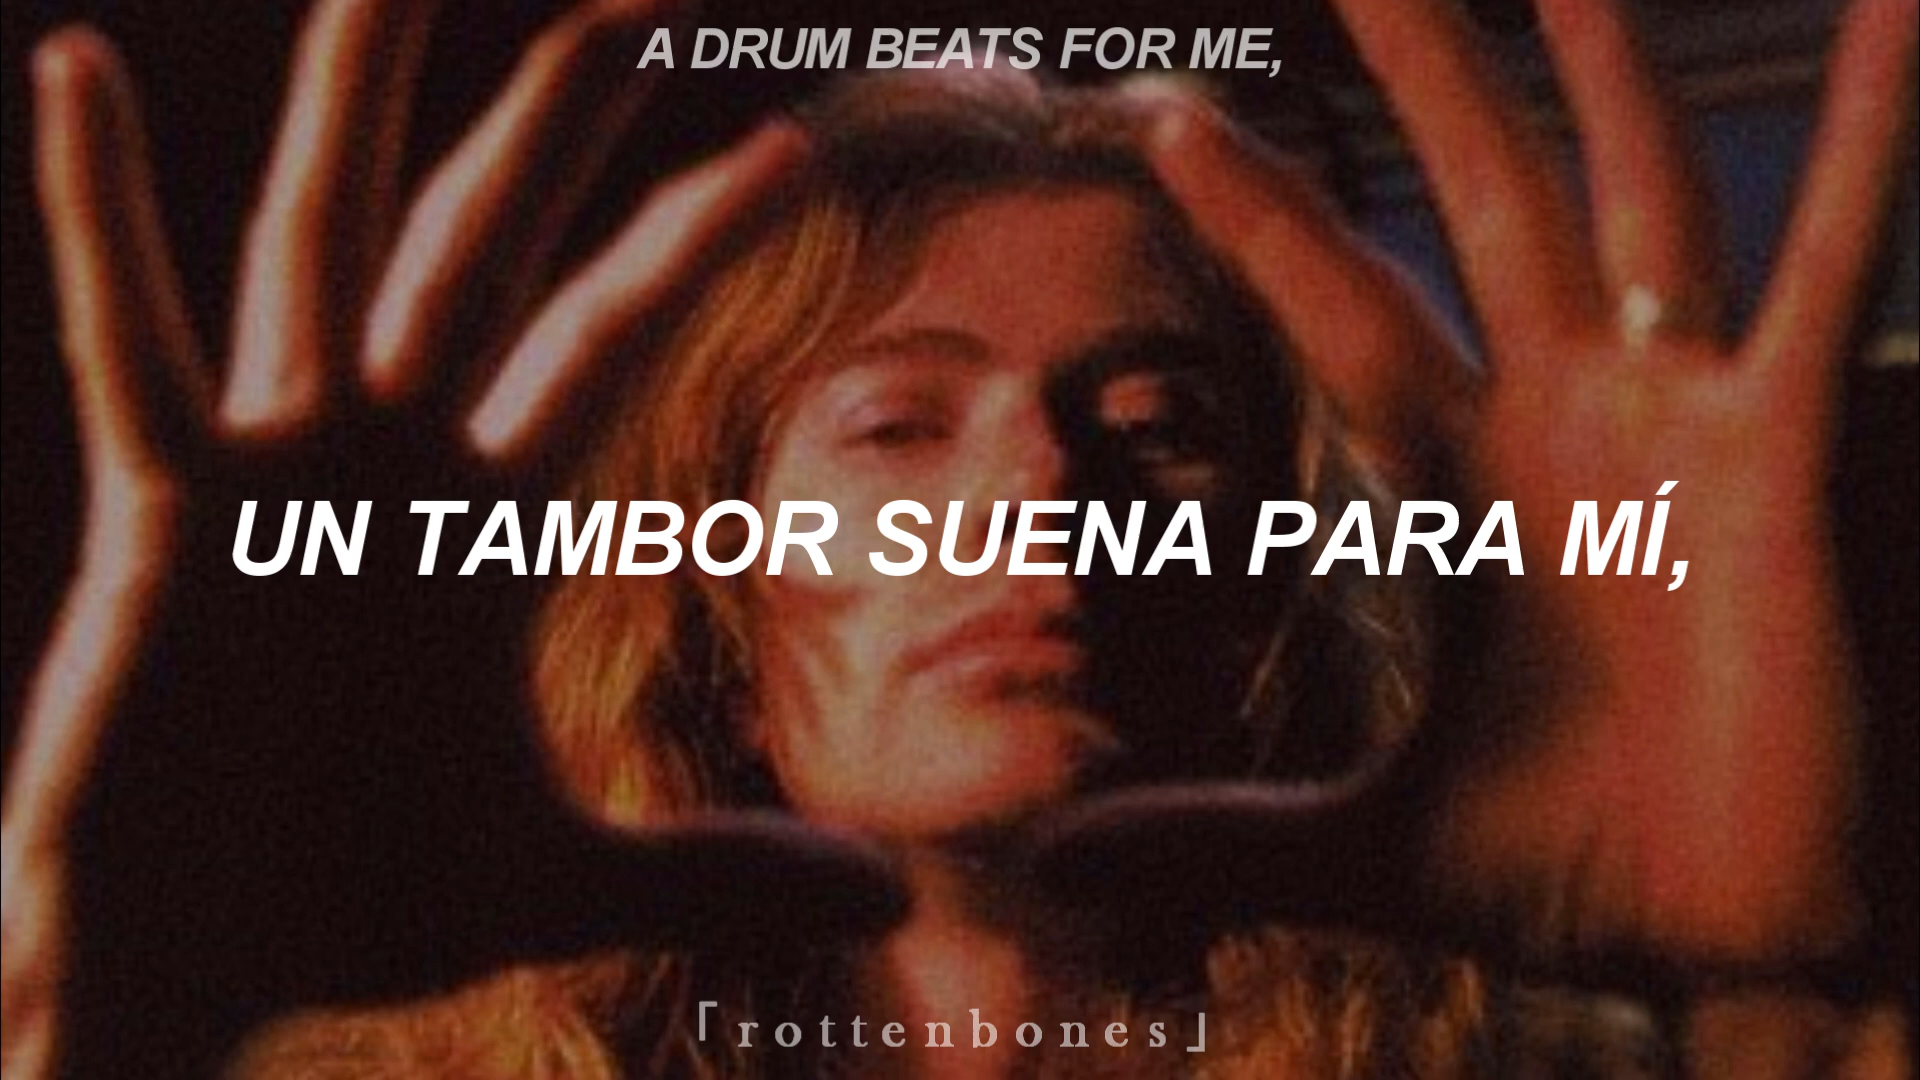 A DRUM BEATS FOR ME,
UN TAMBOR SUENA PARA MÍ,
「rottenbones」